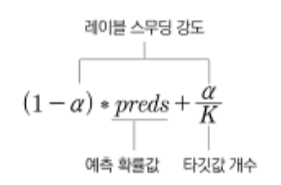 레이블 스무딩 강도
(1-α) * preds + α/K
예측 확률값 타깃값 개수